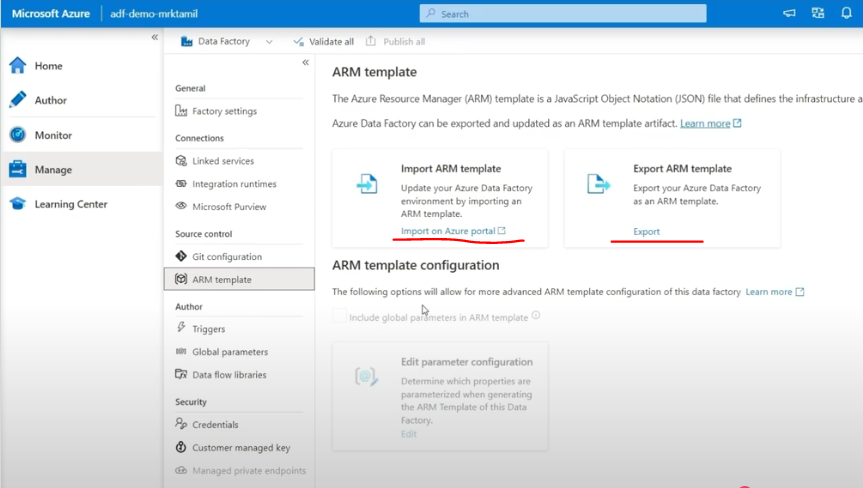 Microsoft Azure
adf-demo-mrktamil
Search
Home
Author
Monitor
Manage
Learning Center
Data Factory
Validate all
Publish all
General
Factory settings
Connections
Linked services
Integration runtimes
Microsoft Purview
Source control
Git configuration
ARM template
Author
Triggers
Global parameters
Data flow libraries
Security
Credentials
Customer managed key
Managed private endpoints
ARM template
The Azure Resource Manager (ARM) template is a JavaScript Object Notation (JSON) file that defines the infrastructure a
Azure Data Factory can be exported and updated as an ARM template artifact. Learn more
Import ARM template
Update your Azure Data Factory
environment by importing an
ARM template.
Import on Azure portal
Export ARM template
Export your Azure Data Factory
as an ARM template.
Export
ARM template configuration
The following options will allow for more advanced ARM template configuration of this data factory Learn more
Include global parameters in ARM template
Edit parameter configuration
Determine which properties are
parameterized when generating
the ARM Template of this Data
Factory.
Edit